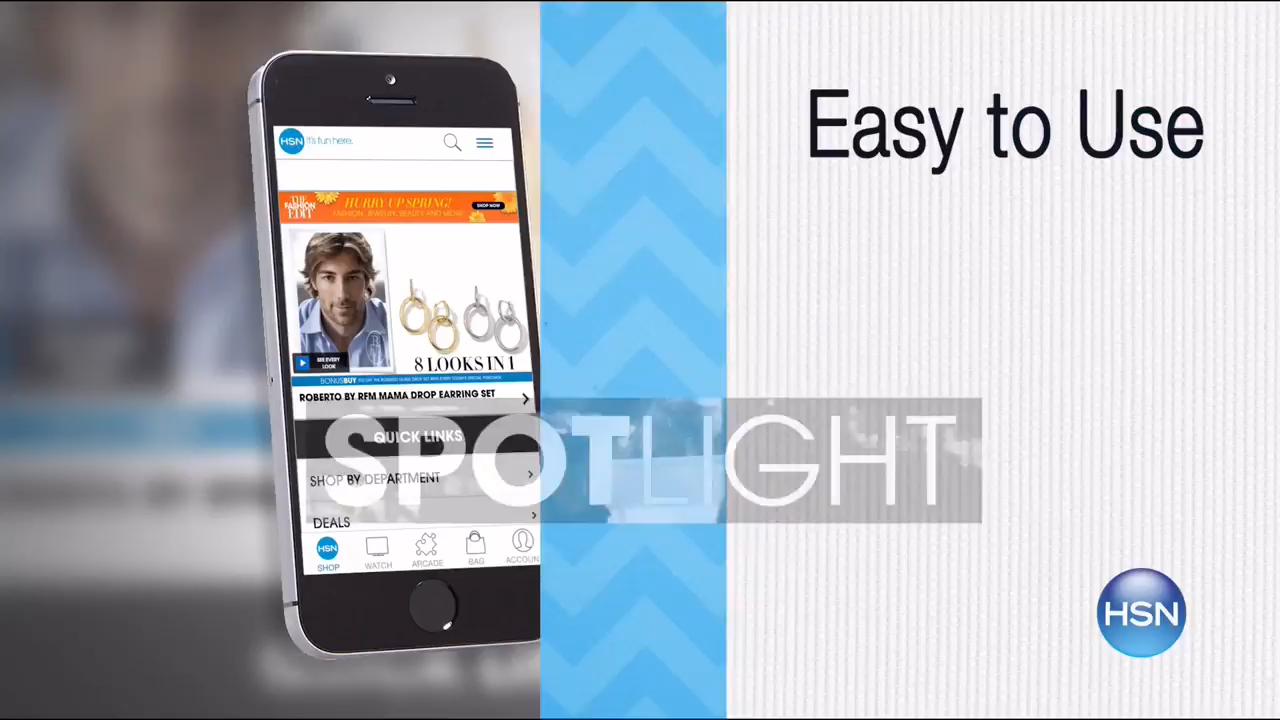 Easy to Use
HSN it's fun here.
THE FASHION EDIT
HURRY UP SPRING!
FASHION, JEWELRY, BEAUTY AND MORE!
SHOP NOW
SEE EVERY LOOK
8 LOOKS IN 1
BONUSBUY
ROBERTO BY RFM MAMA DROP EARRING SET
QUICK LINKS
SPOTLIGHT
SHOP BY DEPARTMENT
DEALS
HSN
SHOP WATCH ARCADE BAG ACCOUN
HSN